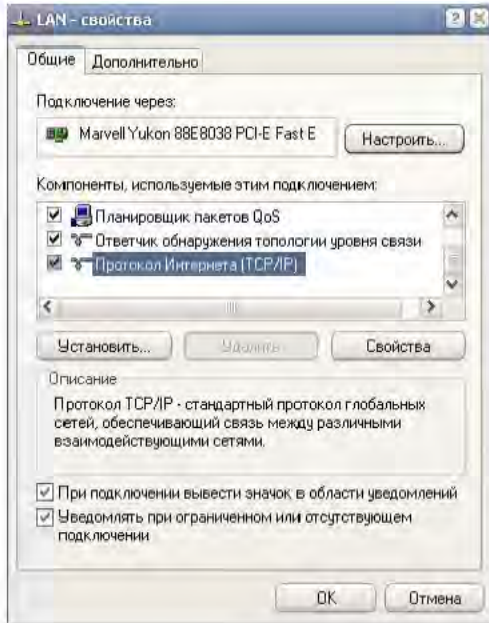 LAN - свойства
Общие Дополнительно
Подключение через:
Marvell Yukon 88E8038 PCI-E Fast E
Настроить...
Компоненты, используемые этим подключением:
Планировщик пакетов QoS
Ответчик обнаружения топологии уровня связи
Протокол Интернета (TCP/IP)
Установить... Удалить Свойства
Описание
Протокол TCP/IP - стандартный протокол глобальных
сетей, обеспечивающий связь между различными
взаимодействующими сетями.
При подключении вывести значок в области уведомлений
Уведомлять при ограниченном или отсутствующем
подключении
OK Отмена